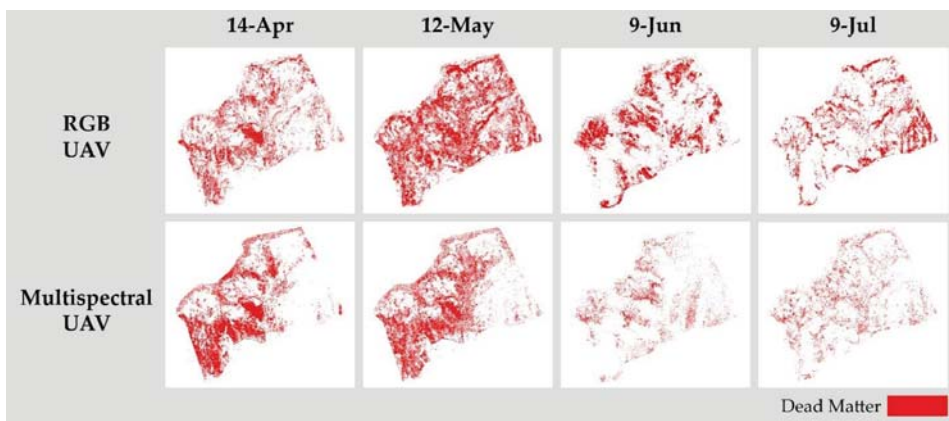 14-Apr 12-May 9-Jun 9-Jul
RGB
UAV
Multispectral
UAV
Dead Matter